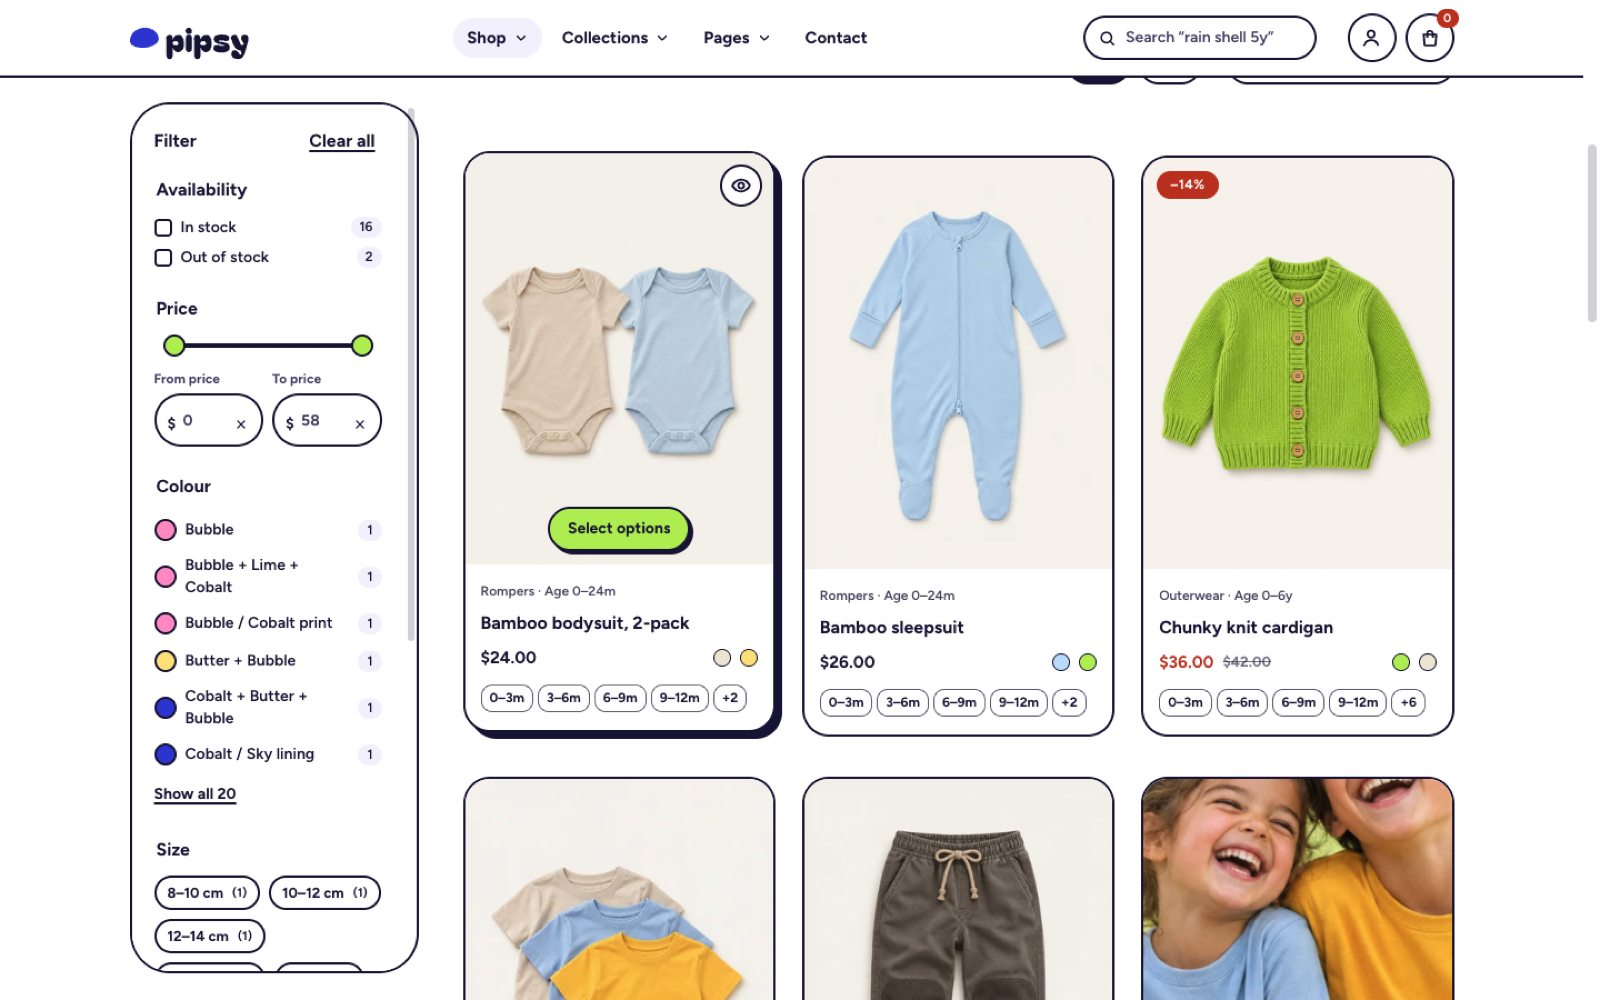 pipsy
Shop
Collections
Pages
Contact
Search “rain shell 5y”
0
Filter
Clear all
Availability
In stock
16
Out of stock
2
Price
From price
To price
$ 0 ×
$ 58 ×
Colour
Bubble
1
Bubble + Lime +
Cobalt
1
Bubble / Cobalt print
1
Butter + Bubble
1
Cobalt + Butter +
Bubble
1
Cobalt / Sky lining
1
Show all 20
Size
8–10 cm (1)
10–12 cm (1)
12–14 cm (1)
Select options
Rompers · Age 0–24m
Bamboo bodysuit, 2-pack
$24.00
0–3m 3–6m 6–9m 9–12m +2
Rompers · Age 0–24m
Bamboo sleepsuit
$26.00
0–3m 3–6m 6–9m 9–12m +2
−14%
Outerwear · Age 0–6y
Chunky knit cardigan
$36.00 $42.00
0–3m 3–6m 6–9m 9–12m +6